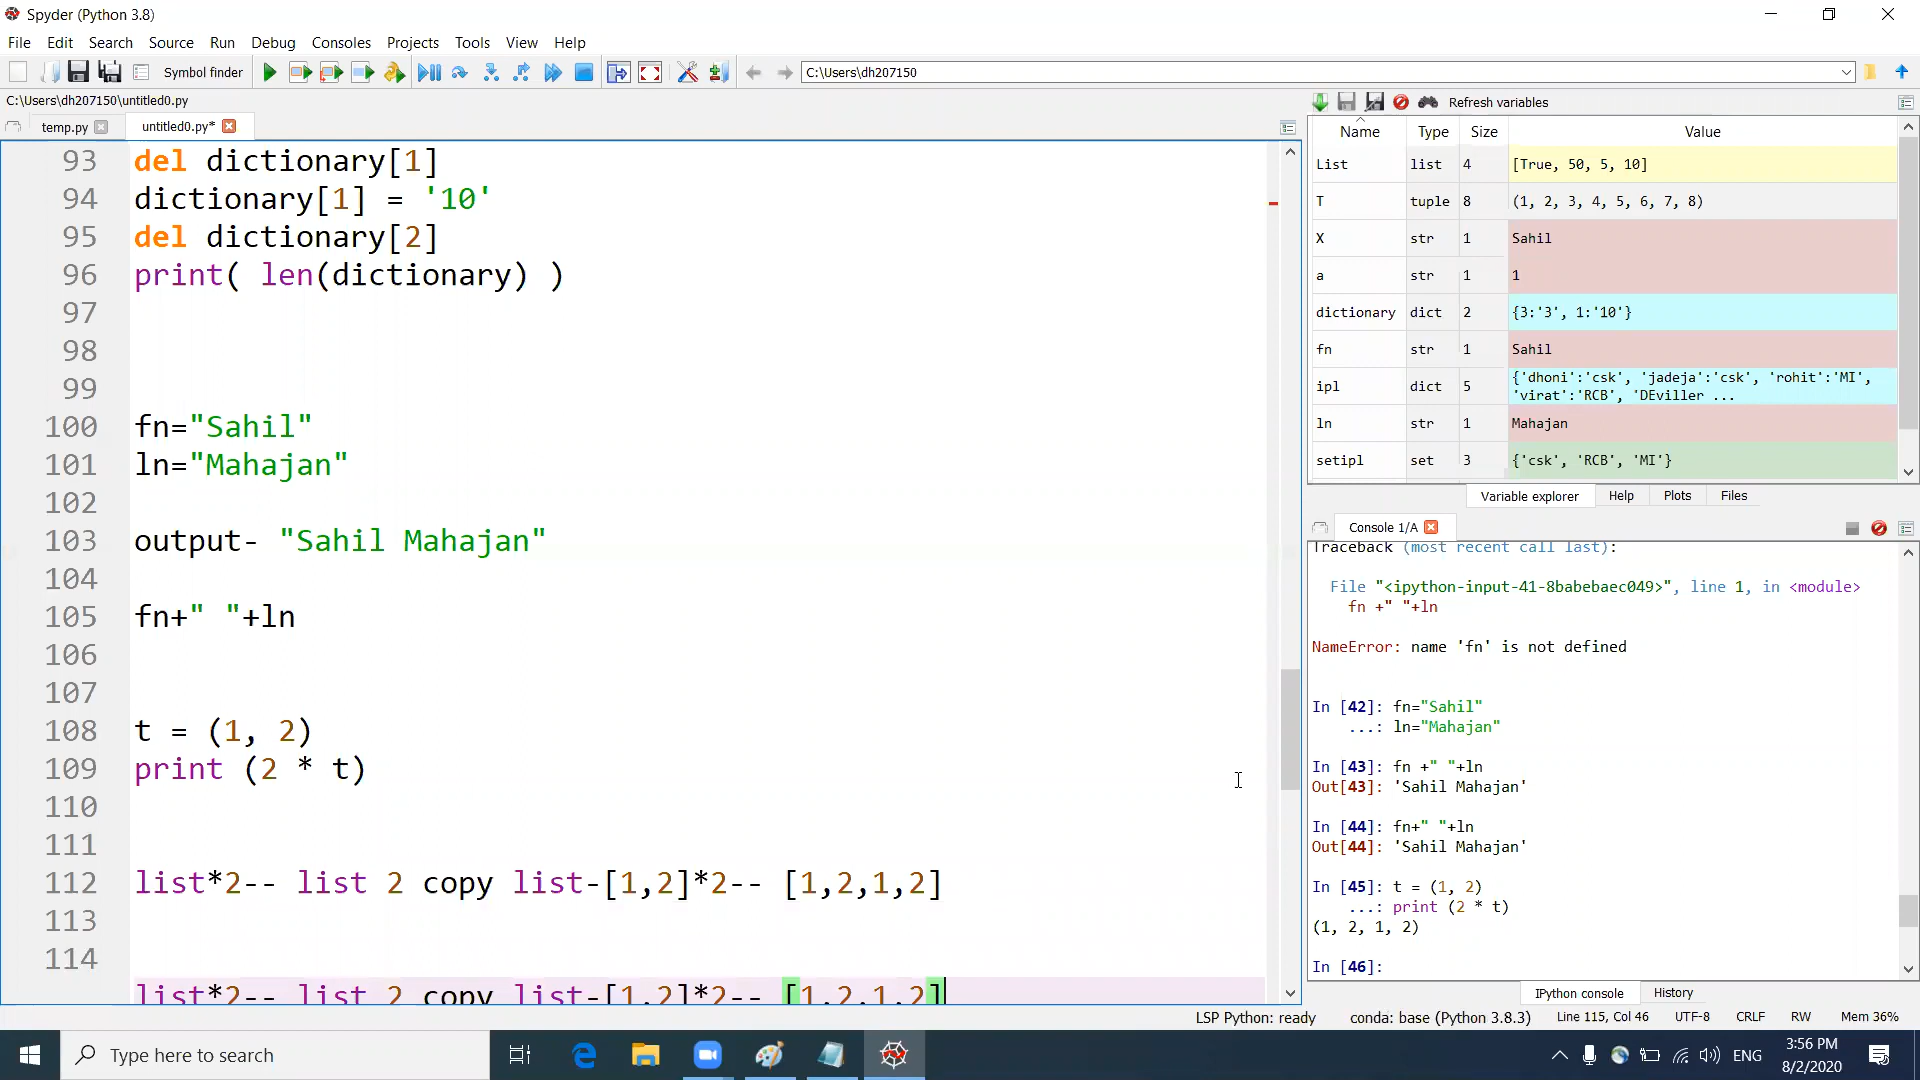 Spyder (Python 3.8)
File Edit Search Source Run Debug Consoles Projects Tools View Help
Symbol finder
C:\Users\dh207150
C:\Users\dh207150\untitled0.py
temp.py untitled0.py*
93 del dictionary[1]
94 dictionary[1] = '10'
95 del dictionary[2]
96 print( len(dictionary) )
97
98
99
100 fn="Sahil"
101 ln="Mahajan"
102
103 output- "Sahil Mahajan"
104
105 fn+" "+ln
106
107
108 t = (1, 2)
109 print (2 * t)
110
111
112 list*2-- list 2 copy list-[1,2]*2-- [1,2,1,2]
113
114
list*2-- list 2 copy list-[1,2]*2-- [1,2,1,2]
Refresh variables
Name Type Size Value
List list 4 [True, 50, 5, 10]
T tuple 8 (1, 2, 3, 4, 5, 6, 7, 8)
X str 1 Sahil
a str 1 1
dictionary dict 2 {3:'3', 1:'10'}
fn str 1 Sahil
ipl dict 5 {'dhoni':'csk', 'jadeja':'csk', 'rohit':'MI',
'virat':'RCB', 'DEviller ...
ln str 1 Mahajan
setipl set 3 {'csk', 'RCB', 'MI'}
Variable explorer Help Plots Files
Console 1/A
Traceback (most recent call last):
File "<ipython-input-41-8babebaec049>", line 1, in <module>
fn +" "+ln
NameError: name 'fn' is not defined
In [42]: fn="Sahil"
...: ln="Mahajan"
In [43]: fn +" "+ln
Out[43]: 'Sahil Mahajan'
In [44]: fn+" "+ln
Out[44]: 'Sahil Mahajan'
In [45]: t = (1, 2)
...: print (2 * t)
(1, 2, 1, 2)
In [46]:
IPython console History
LSP Python: ready conda: base (Python 3.8.3) Line 115, Col 46 UTF-8 CRLF RW Mem 36%
Type here to search
ENG
3:56 PM
8/2/2020